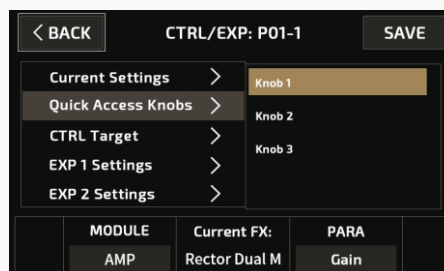 < BACK CTRL/EXP: P01-1 SAVE
Current Settings >
Quick Access Knobs >
CTRL Target >
EXP 1 Settings >
EXP 2 Settings >
Knob 1
Knob 2
Knob 3
MODULE Current FX: PARA
AMP Rector Dual M Gain